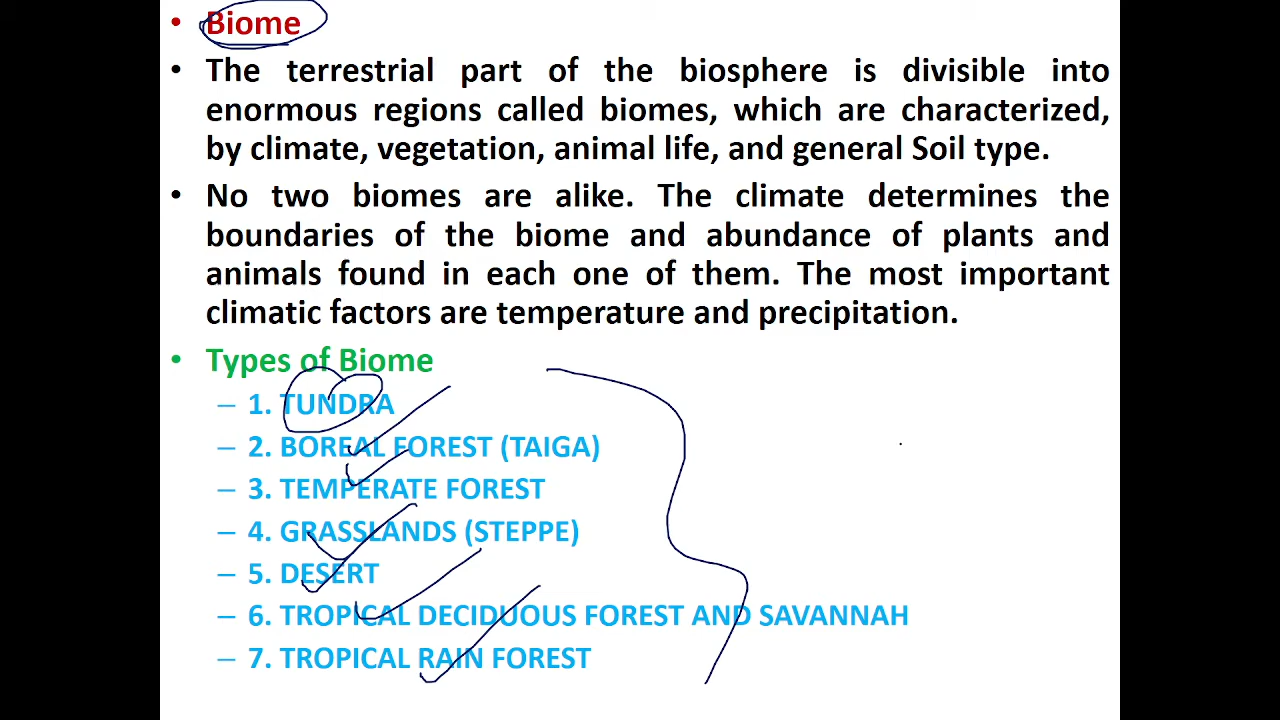 • Biome
• The terrestrial part of the biosphere is divisible into
enormous regions called biomes, which are characterized,
by climate, vegetation, animal life, and general Soil type.
• No two biomes are alike. The climate determines the
boundaries of the biome and abundance of plants and
animals found in each one of them. The most important
climatic factors are temperature and precipitation.
• Types of Biome
– 1. TUNDRA
– 2. BOREAL FOREST (TAIGA)
– 3. TEMPERATE FOREST
– 4. GRASSLANDS (STEPPE)
– 5. DESERT
– 6. TROPICAL DECIDUOUS FOREST AND SAVANNAH
– 7. TROPICAL RAIN FOREST